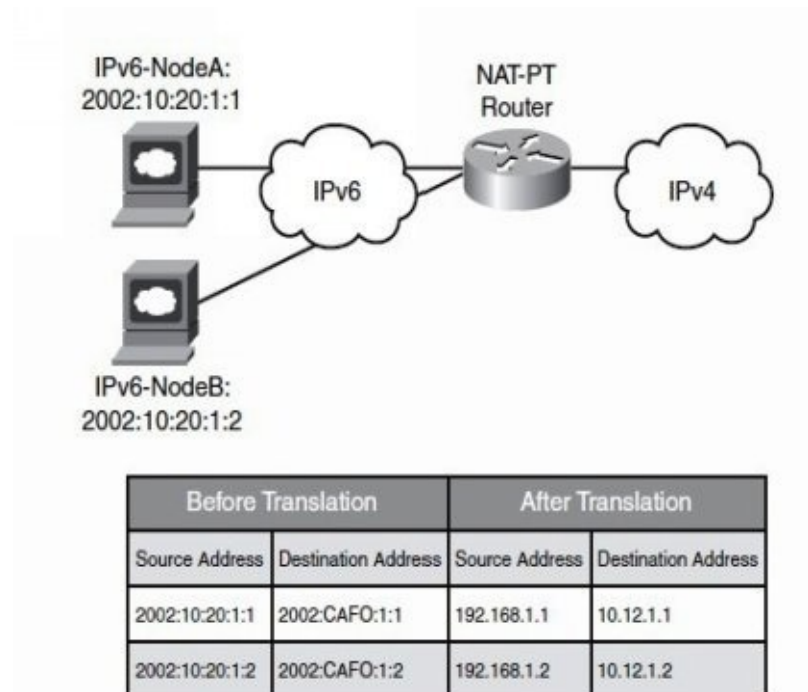 IPv6-NodeA:
2002:10:20:1:1
NAT-PT
Router
IPv6
IPv4
IPv6-NodeB:
2002:10:20:1:2
Before Translation After Translation
Source Address Destination Address Source Address Destination Address
2002:10:20:1:1 2002:CAFO:1:1 192.168.1.1 10.12.1.1
2002:10:20:1:2 2002:CAFO:1:2 192.168.1.2 10.12.1.2